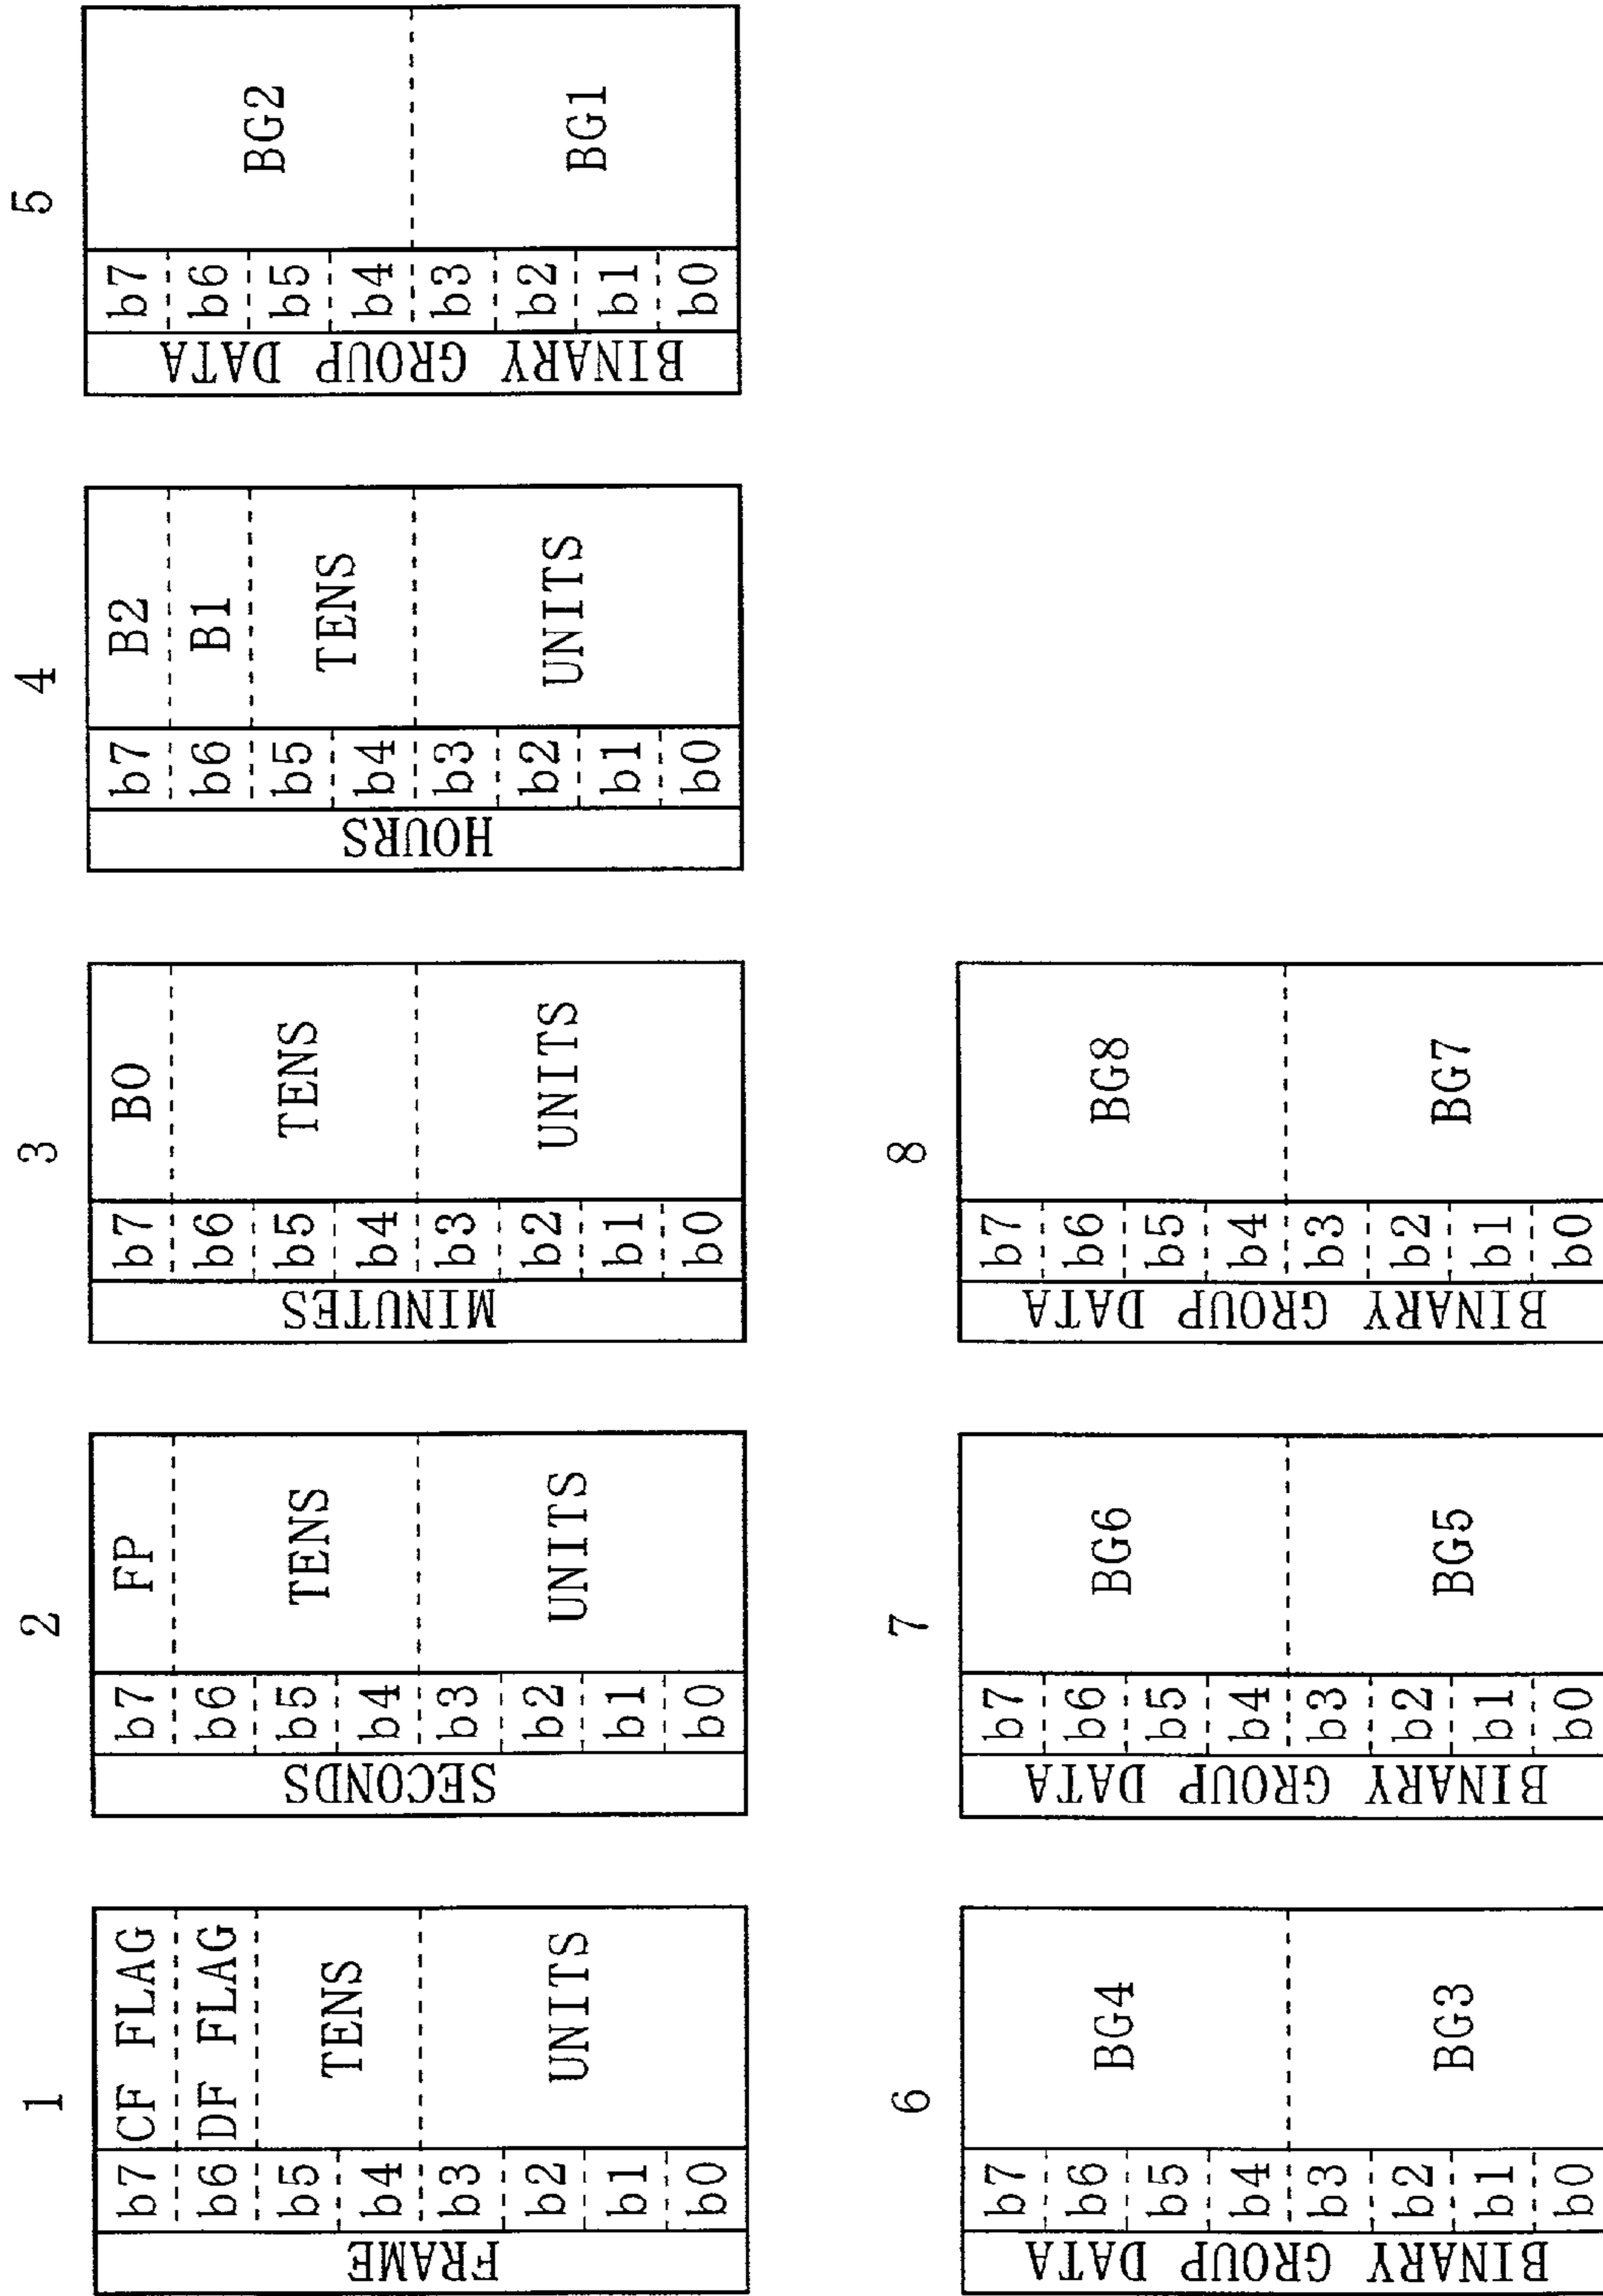 1
FRAME
b7 CF FLAG
b6 DF FLAG
b5
b4
TENS
b3
b2
b1
b0
UNITS
2
SECONDS
b7 FP
b6
b5
b4
TENS
b3
b2
b1
b0
UNITS
3
MINUTES
b7 BO
b6
b5
b4
TENS
b3
b2
b1
b0
UNITS
4
HOURS
b7 B2
b6 B1
b5
b4
TENS
b3
b2
b1
b0
UNITS
5
BINARY GROUP DATA
b7
b6
b5
b4
BG2
b3
b2
b1
b0
BG1
6
BINARY GROUP DATA
b7
b6
b5
b4
BG4
b3
b2
b1
b0
BG3
7
BINARY GROUP DATA
b7
b6
b5
b4
BG6
b3
b2
b1
b0
BG5
8
BINARY GROUP DATA
b7
b6
b5
b4
BG8
b3
b2
b1
b0
BG7